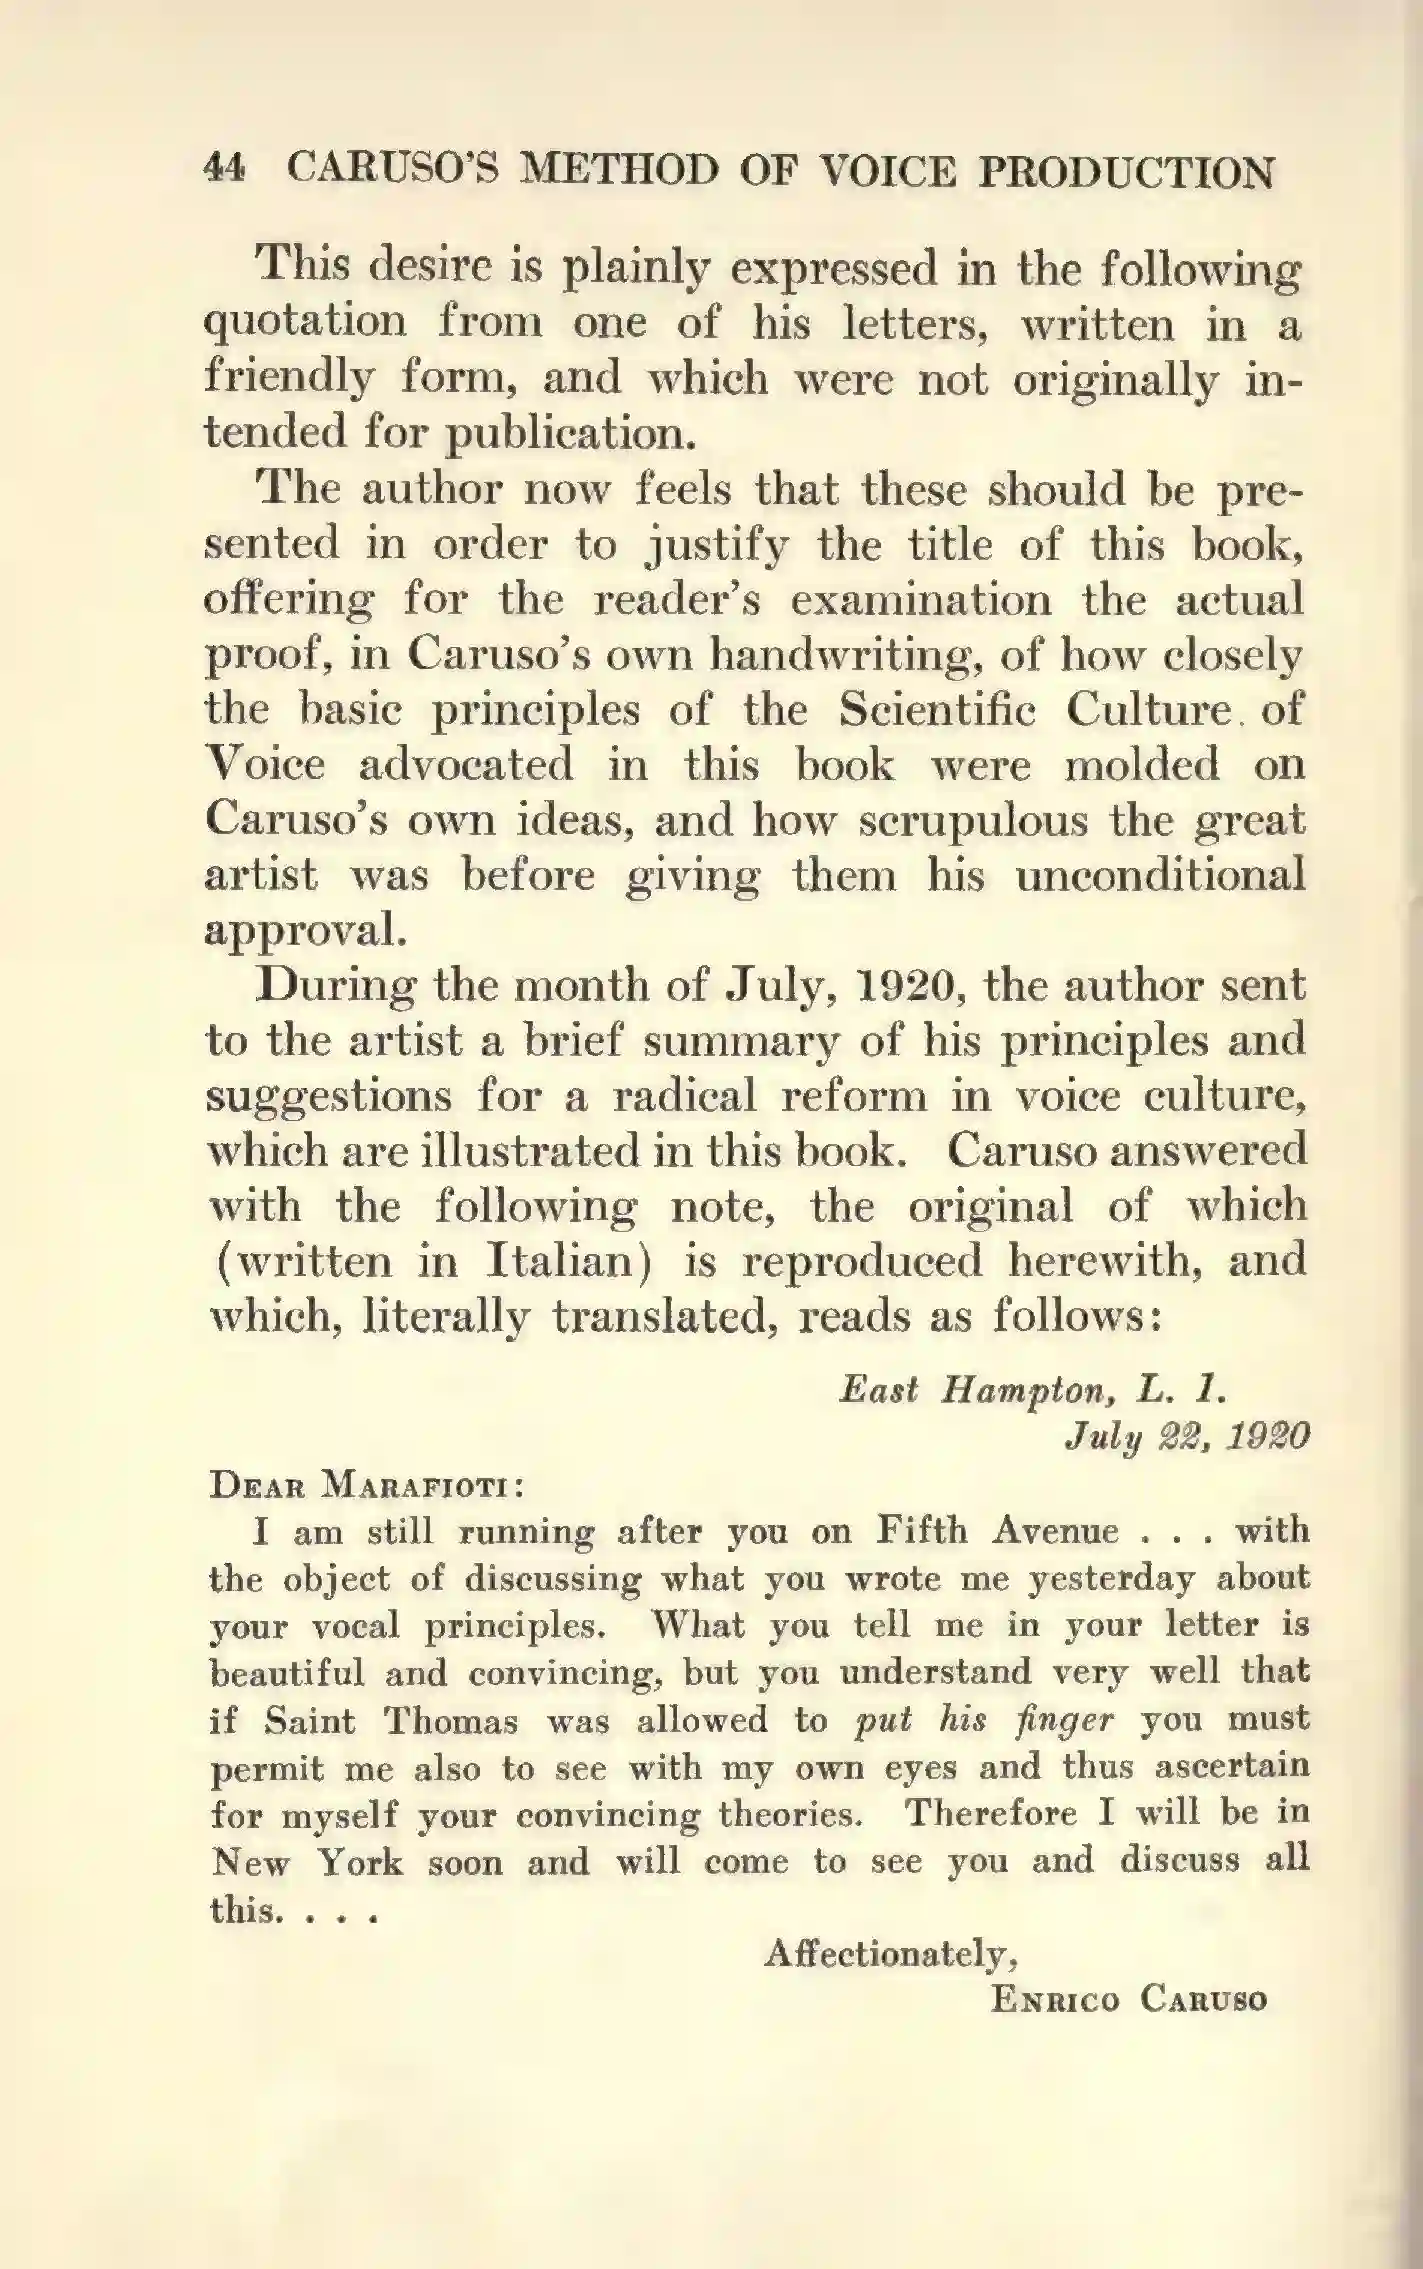 44 CARUSO'S METHOD OF VOICE PRODUCTION
This desire is plainly expressed in the following
quotation from one of his letters, written in a
friendly form, and which were not originally in-
tended for publication.
The author now feels that these should be pre-
sented in order to justify the title of this book,
offering for the reader's examination the actual
proof, in Caruso's own handwriting, of how closely
the basic principles of the Scientific Culture. of
Voice advocated in this book were molded on
Caruso's own ideas, and how scrupulous the great
artist was before giving them his unconditional
approval.
During the month of July, 1920, the author sent
to the artist a brief summary of his principles and
suggestions for a radical reform in voice culture,
which are illustrated in this book. Caruso answered
with the following note, the original of which
(written in Italian) is reproduced herewith, and
which, literally translated, reads as follows:
East Hampton, L. I.
July 22, 1920
DEAR MARAFIOTI:
I am still running after you on Fifth Avenue . . . with
the object of discussing what you wrote me yesterday about
your vocal principles. What you tell me in your letter is
beautiful and convincing, but you understand very well that
if Saint Thomas was allowed to put his finger you must
permit me also to see with my own eyes and thus ascertain
for myself your convincing theories. Therefore I will be in
New York soon and will come to see you and discuss all
this. . . .
Affectionately,
ENRICO CARUSO